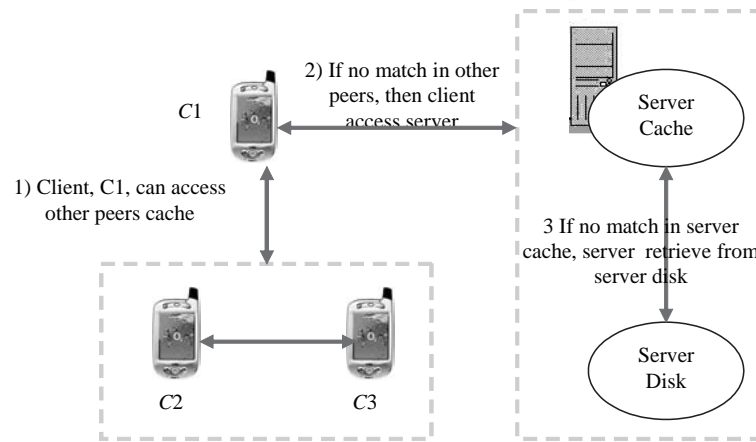 C1
2) If no match in other
peers, then client
access server
Server
Cache
1) Client, C1, can access
other peers cache
3 If no match in server
cache, server retrieve from
server disk
C2
C3
Server
Disk